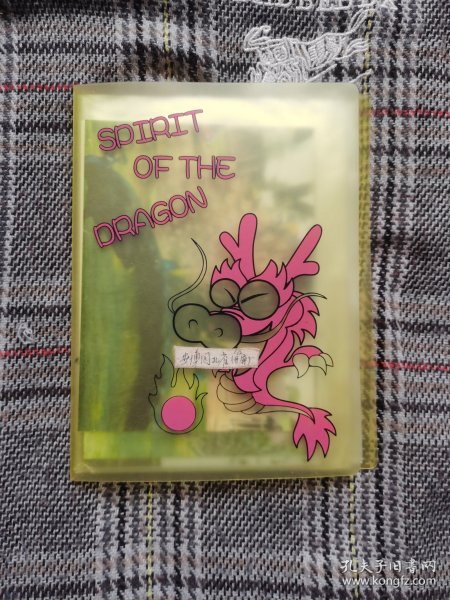 SPIRIT
OF THE
DRAGON
孔夫子旧书网
www.kongfz.com